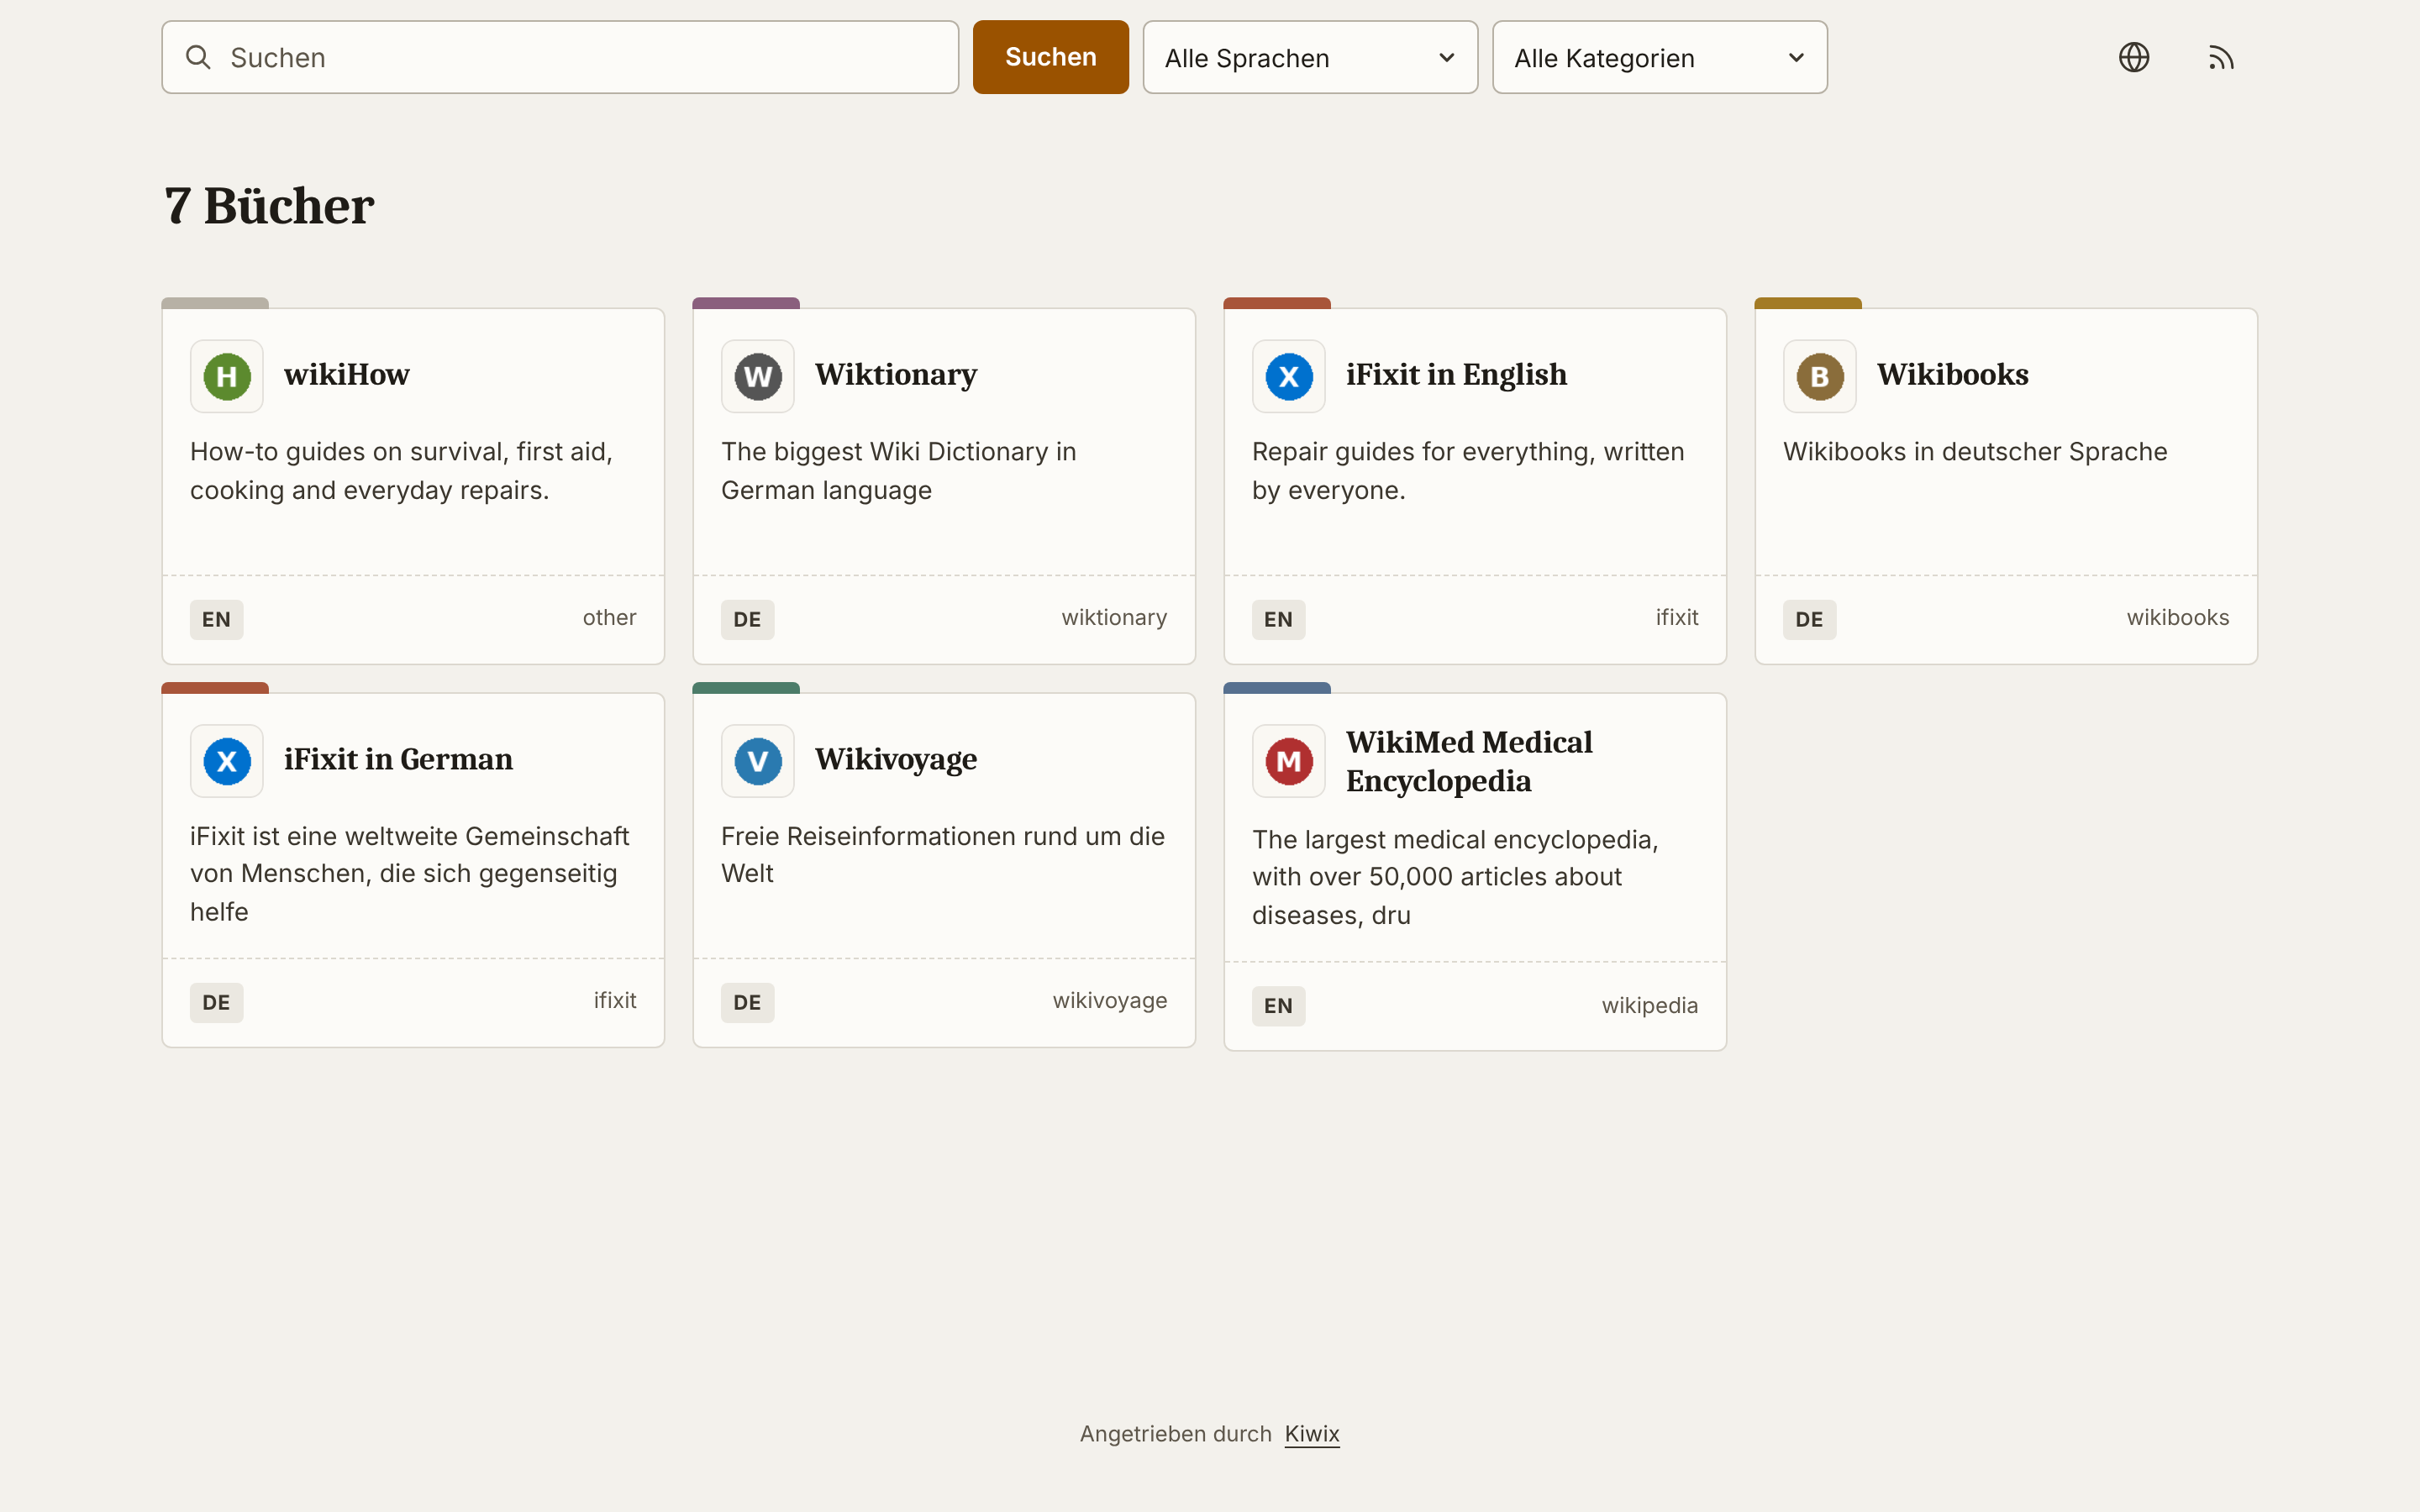 Suchen
Suchen
Alle Sprachen
Alle Kategorien
7 Bücher
H
wikiHow
How-to guides on survival, first aid,
cooking and everyday repairs.
EN
other
W
Wiktionary
The biggest Wiki Dictionary in
German language
DE
wiktionary
X
iFixit in English
Repair guides for everything, written
by everyone.
EN
ifixit
B
Wikibooks
Wikibooks in deutscher Sprache
DE
wikibooks
X
iFixit in German
iFixit ist eine weltweite Gemeinschaft
von Menschen, die sich gegenseitig
helfe
DE
ifixit
V
Wikivoyage
Freie Reiseinformationen rund um die
Welt
DE
wikivoyage
M
WikiMed Medical
Encyclopedia
The largest medical encyclopedia,
with over 50,000 articles about
diseases, dru
EN
wikipedia
Angetrieben durch Kiwix